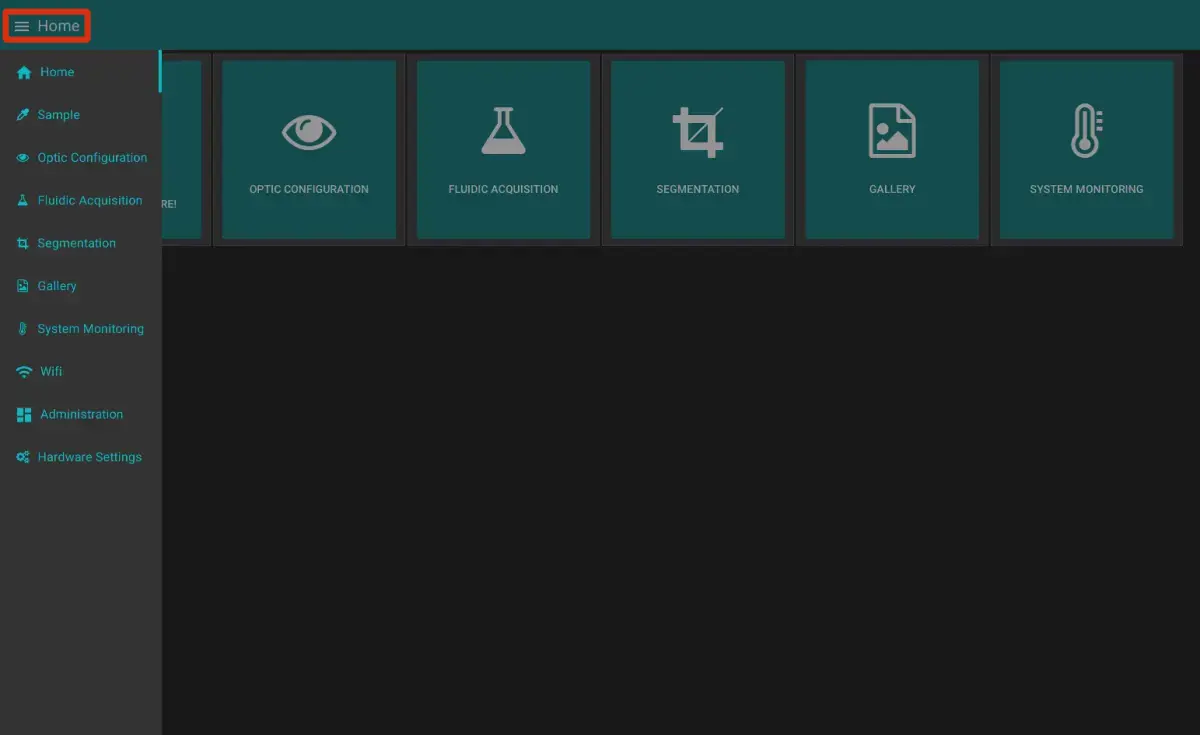 Home
Home
Sample
Optic Configuration
Fluidic Acquisition
Segmentation
Gallery
System Monitoring
Wifi
Administration
Hardware Settings
RE!
OPTIC CONFIGURATION
FLUIDIC ACQUISITION
SEGMENTATION
GALLERY
SYSTEM MONITORING